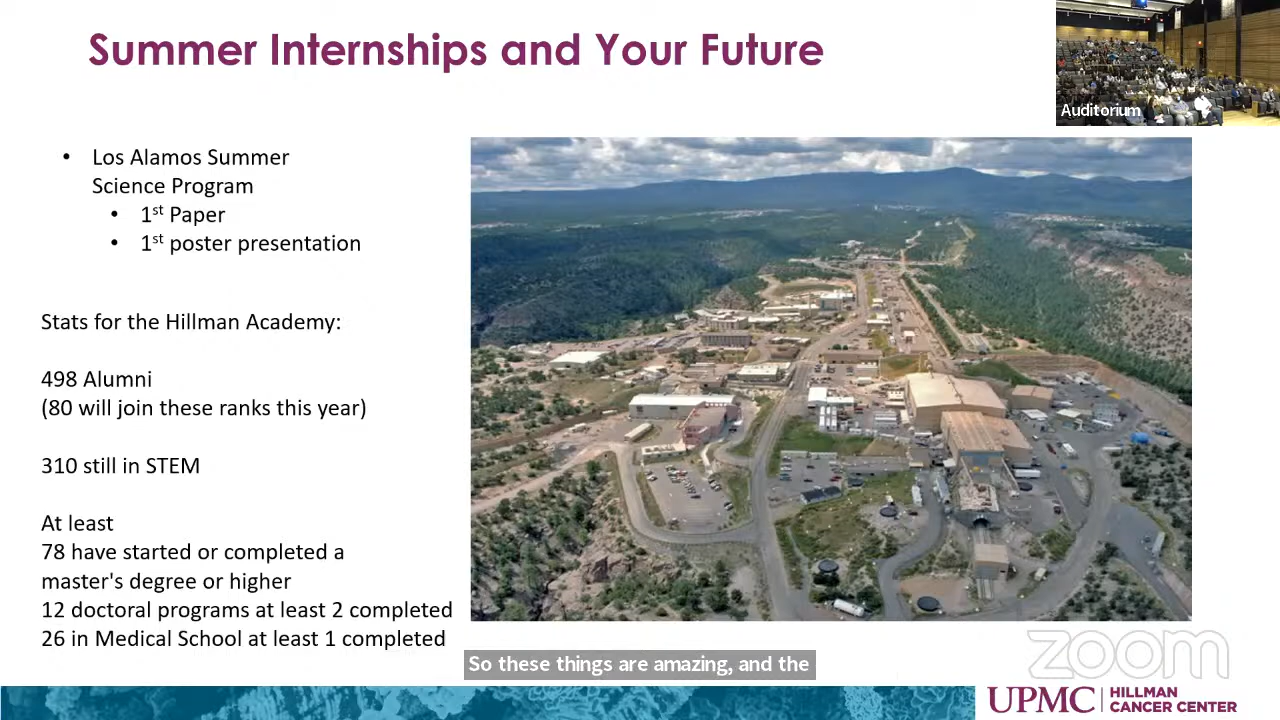 Summer Internships and Your Future
Auditorium
• Los Alamos Summer
Science Program
• 1st Paper
• 1st poster presentation
Stats for the Hillman Academy:
498 Alumni
(80 will join these ranks this year)
310 still in STEM
At least
78 have started or completed a
master's degree or higher
12 doctoral programs at least 2 completed
26 in Medical School at least 1 completed
So these things are amazing, and the
zoom
UPMC | HILLMAN
CANCER CENTER